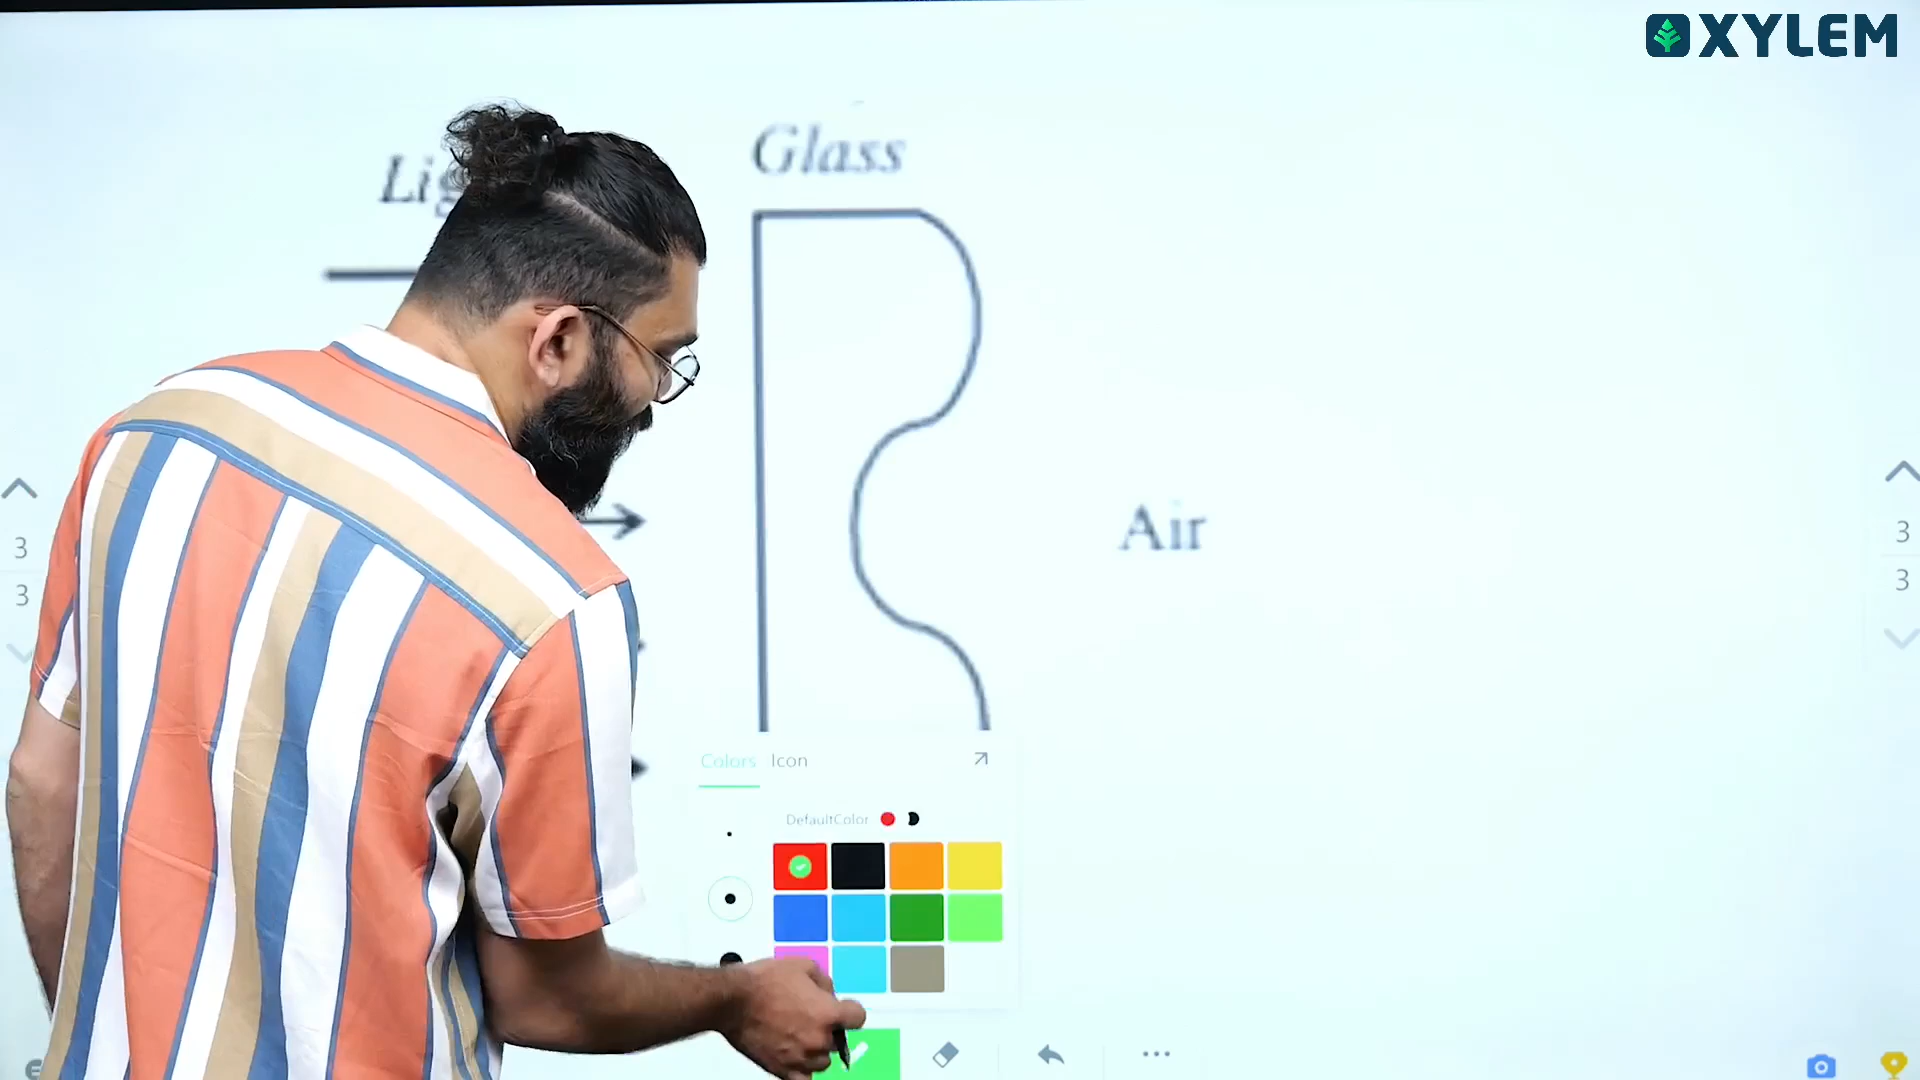 XYLEM
Glass
Air
3
3
3
3
Colors Icon
DefaultColor